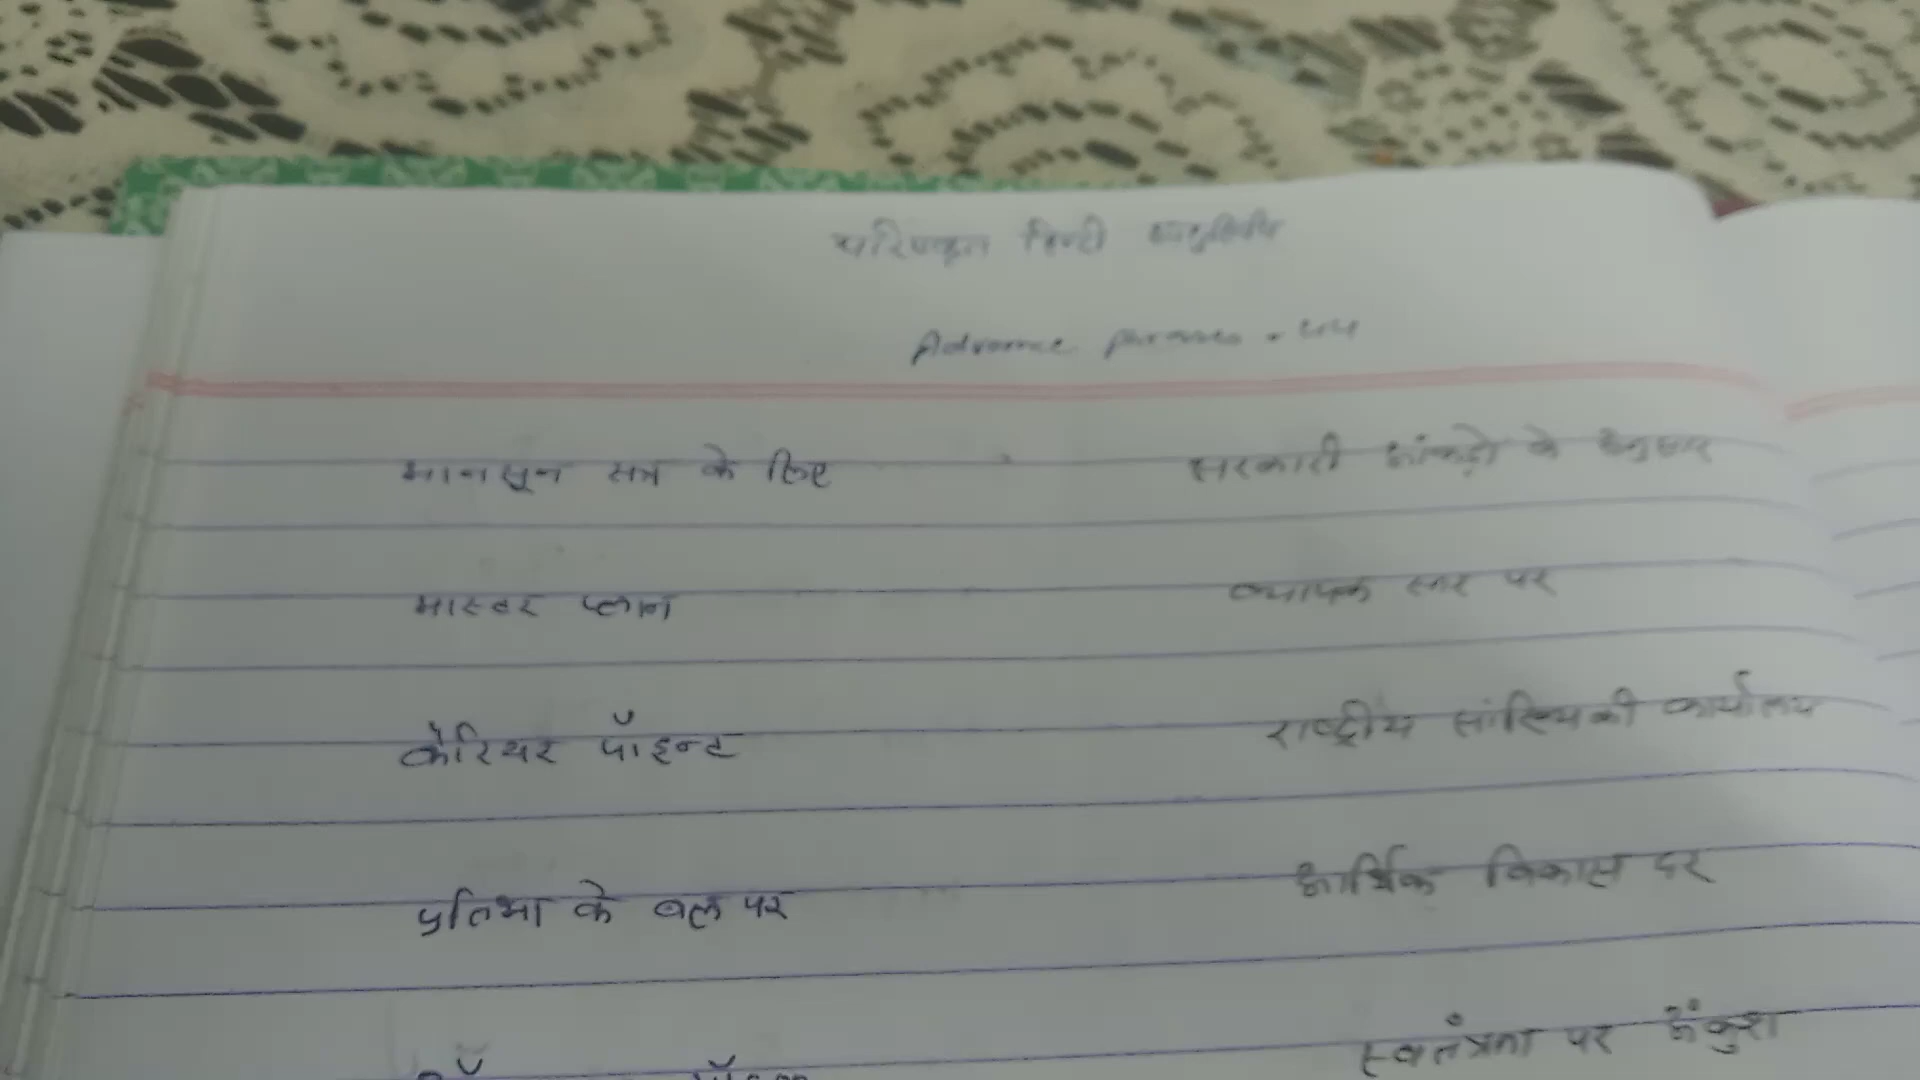 हिन्दी
Advance phrases
मानसून सत्र के लिए
सरकारी आंकड़ो के अनुसार
मास्टर प्लान
व्यापक स्तर पर
कैरियर पॉइन्ट
राष्ट्रीय सांख्यिकी कार्यालय
प्रतिभा के बल पर
आर्थिक विकास दर
स्वतंत्रता पर अंकुश